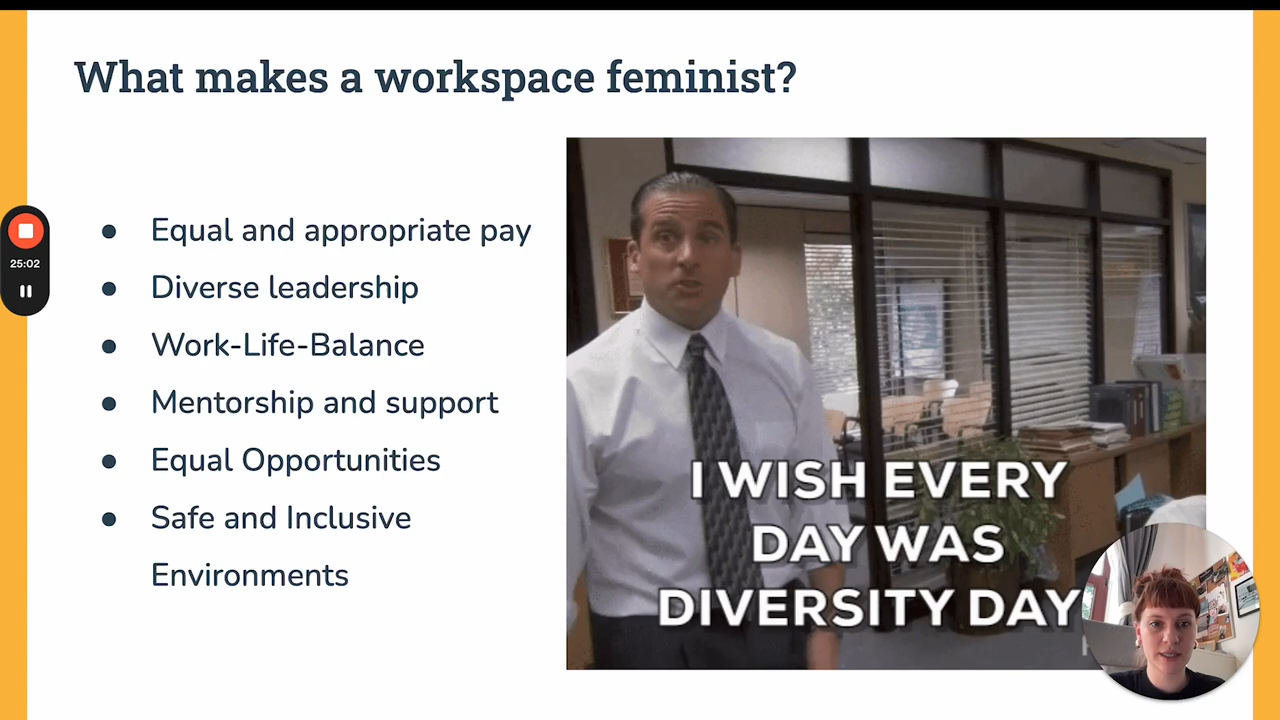 What makes a workspace feminist?
25:02
● Equal and appropriate pay
● Diverse leadership
● Work-Life-Balance
● Mentorship and support
● Equal Opportunities
● Safe and Inclusive
Environments
I WISH EVERY
DAY WAS
DIVERSITY DAY